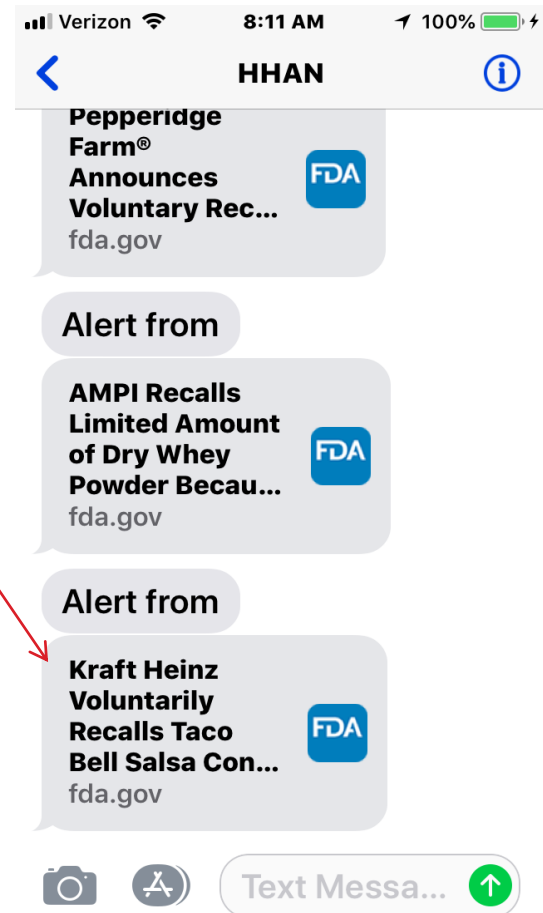 Verizon 8:11 AM 100%
HHAN
Pepperidge
Farm®
Announces
Voluntary Rec...
fda.gov
FDA
Alert from
AMPI Recalls
Limited Amount
of Dry Whey
Powder Becau...
fda.gov
FDA
Alert from
Kraft Heinz
Voluntarily
Recalls Taco
Bell Salsa Con...
fda.gov
FDA
Text Messa...